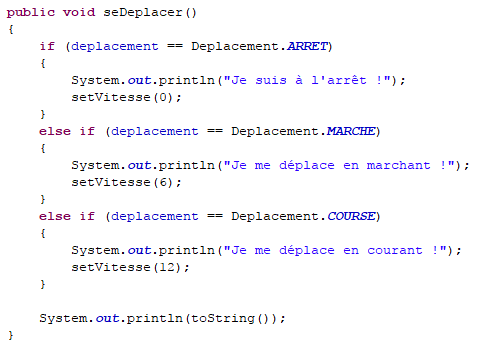 public void seDeplacer()
{
    if (deplacement == Deplacement.ARRET)
    {
        System.out.println("Je suis à l'arrêt !");
        setVitesse(0);
    }
    else if (deplacement == Deplacement.MARCHE)
    {
        System.out.println("Je me déplace en marchant !");
        setVitesse(6);
    }
    else if (deplacement == Deplacement.COURSE)
    {
        System.out.println("Je me déplace en courant !");
        setVitesse(12);
    }

    System.out.println(toString());
}